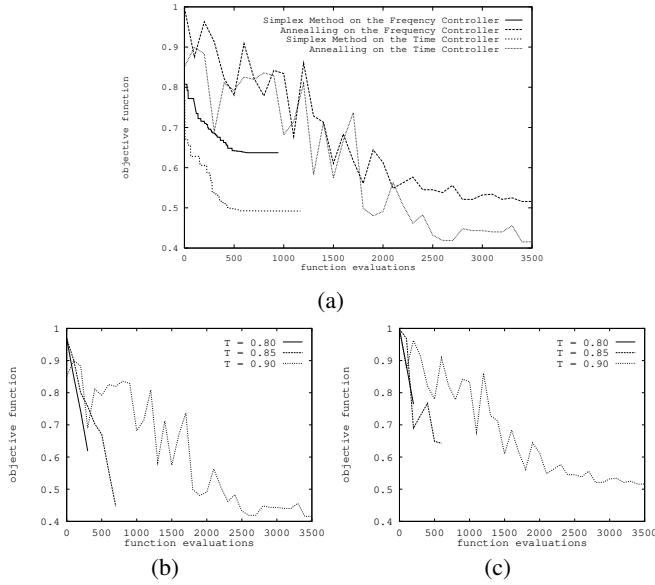 Simplex Method on the Freqency Controller
Annealling on the Frequency Controller
Simplex Method on the Time Controller
Annealling on the Time Controller
1
0.9
0.8
0.7
0.6
0.5
0.4
objective function
0 500 1000 1500 2000 2500 3000 3500
function evaluations
(a)
T = 0.80
T = 0.85
T = 0.90
1
0.9
0.8
0.7
0.6
0.5
0.4
objective function
0 500 1000 1500 2000 2500 3000 3500
function evaluations
(b)
T = 0.80
T = 0.85
T = 0.90
1
0.9
0.8
0.7
0.6
0.5
0.4
objective function
0 500 1000 1500 2000 2500 3000 3500
function evaluations
(c)